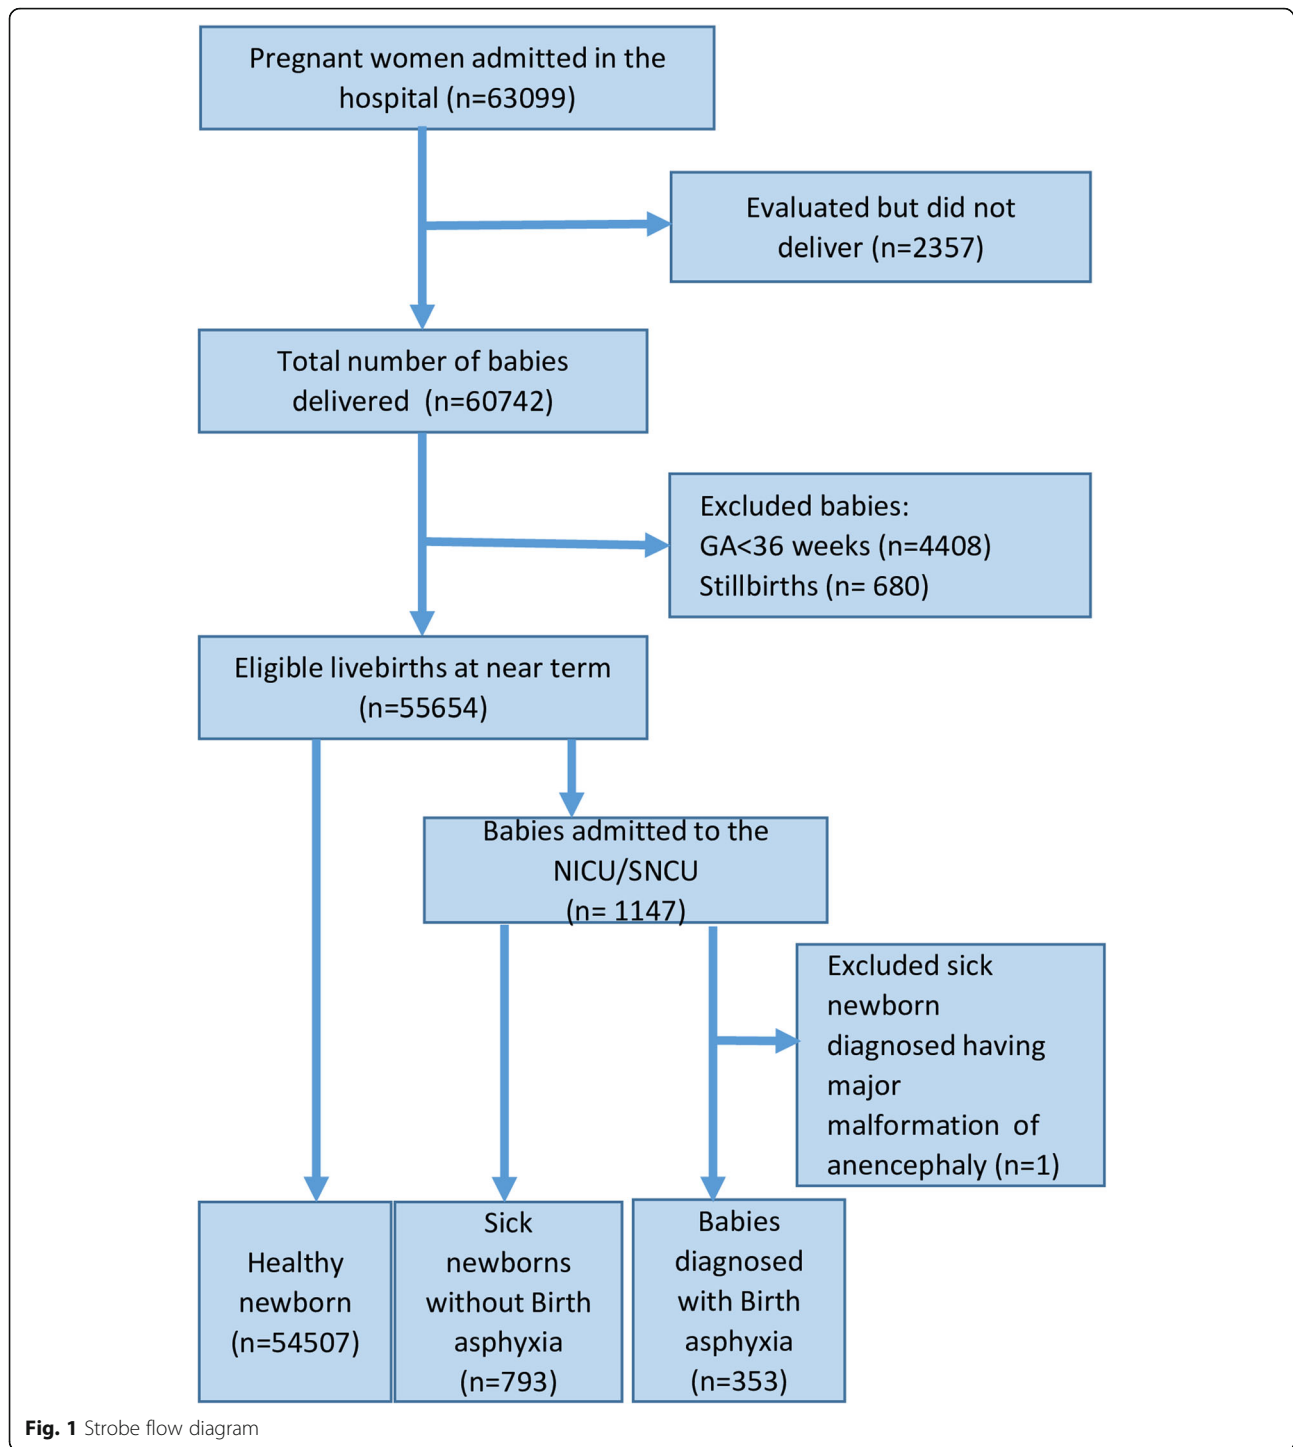 Pregnant women admitted in the
hospital (n=63099)
Evaluated but did not
deliver (n=2357)
Total number of babies
delivered  (n=60742)
Excluded babies:
GA<36 weeks (n=4408)
Stillbirths (n= 680)
Eligible livebirths at near term
(n=55654)
Babies admitted to the
NICU/SNCU
(n= 1147)
Excluded sick
newborn
diagnosed having
major
malformation  of
anencephaly (n=1)
Healthy
newborn
(n=54507)
Sick
newborns
without Birth
asphyxia
(n=793)
Babies
diagnosed
with Birth
asphyxia
(n=353)
Fig. 1 Strobe flow diagram